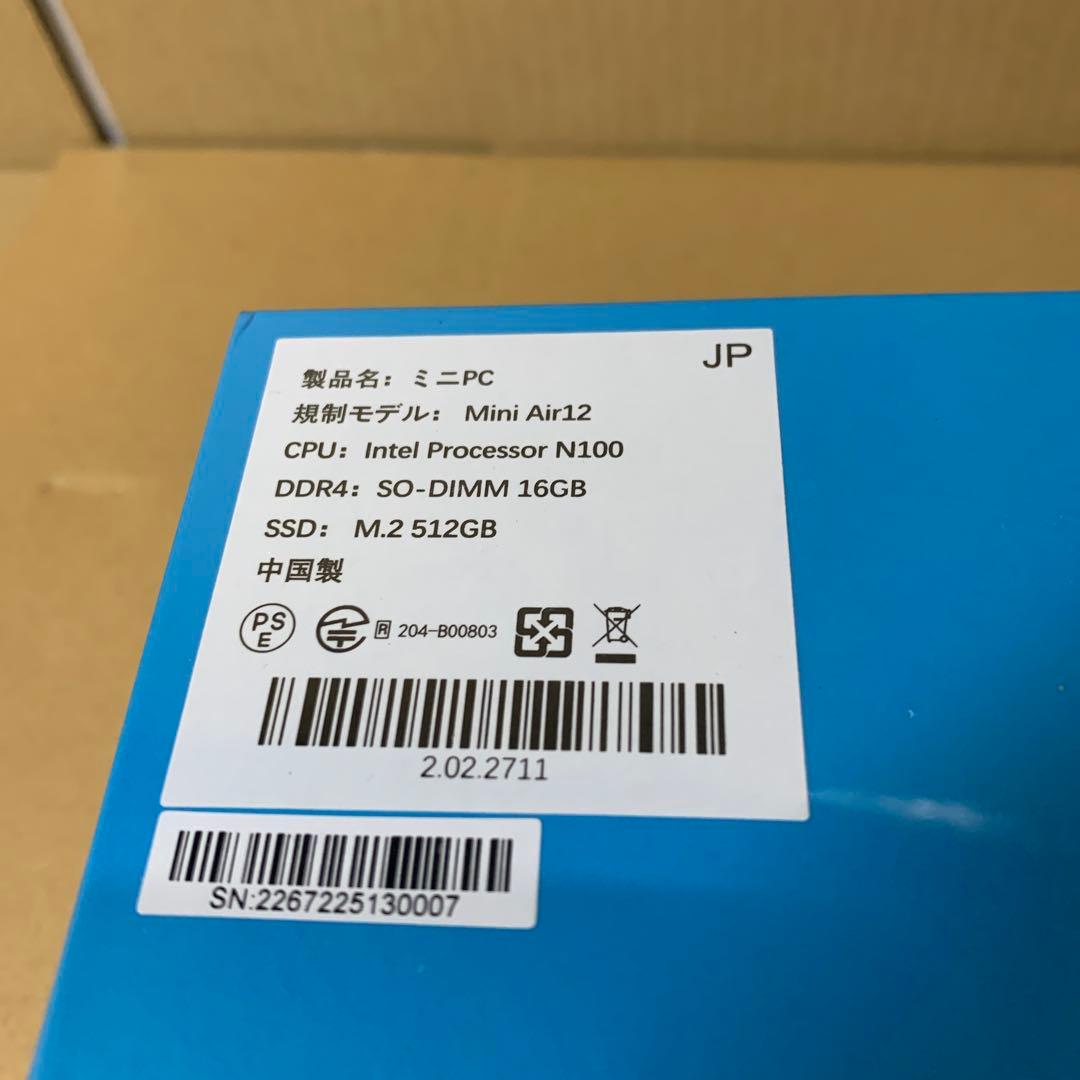 JP
製品名：ミニPC
規制モデル： Mini Air12
CPU：Intel Processor N100
DDR4：SO-DIMM 16GB
SSD： M.2 512GB
中国製
PSE
R 204-B00803
2.02.2711
SN:2267225130007